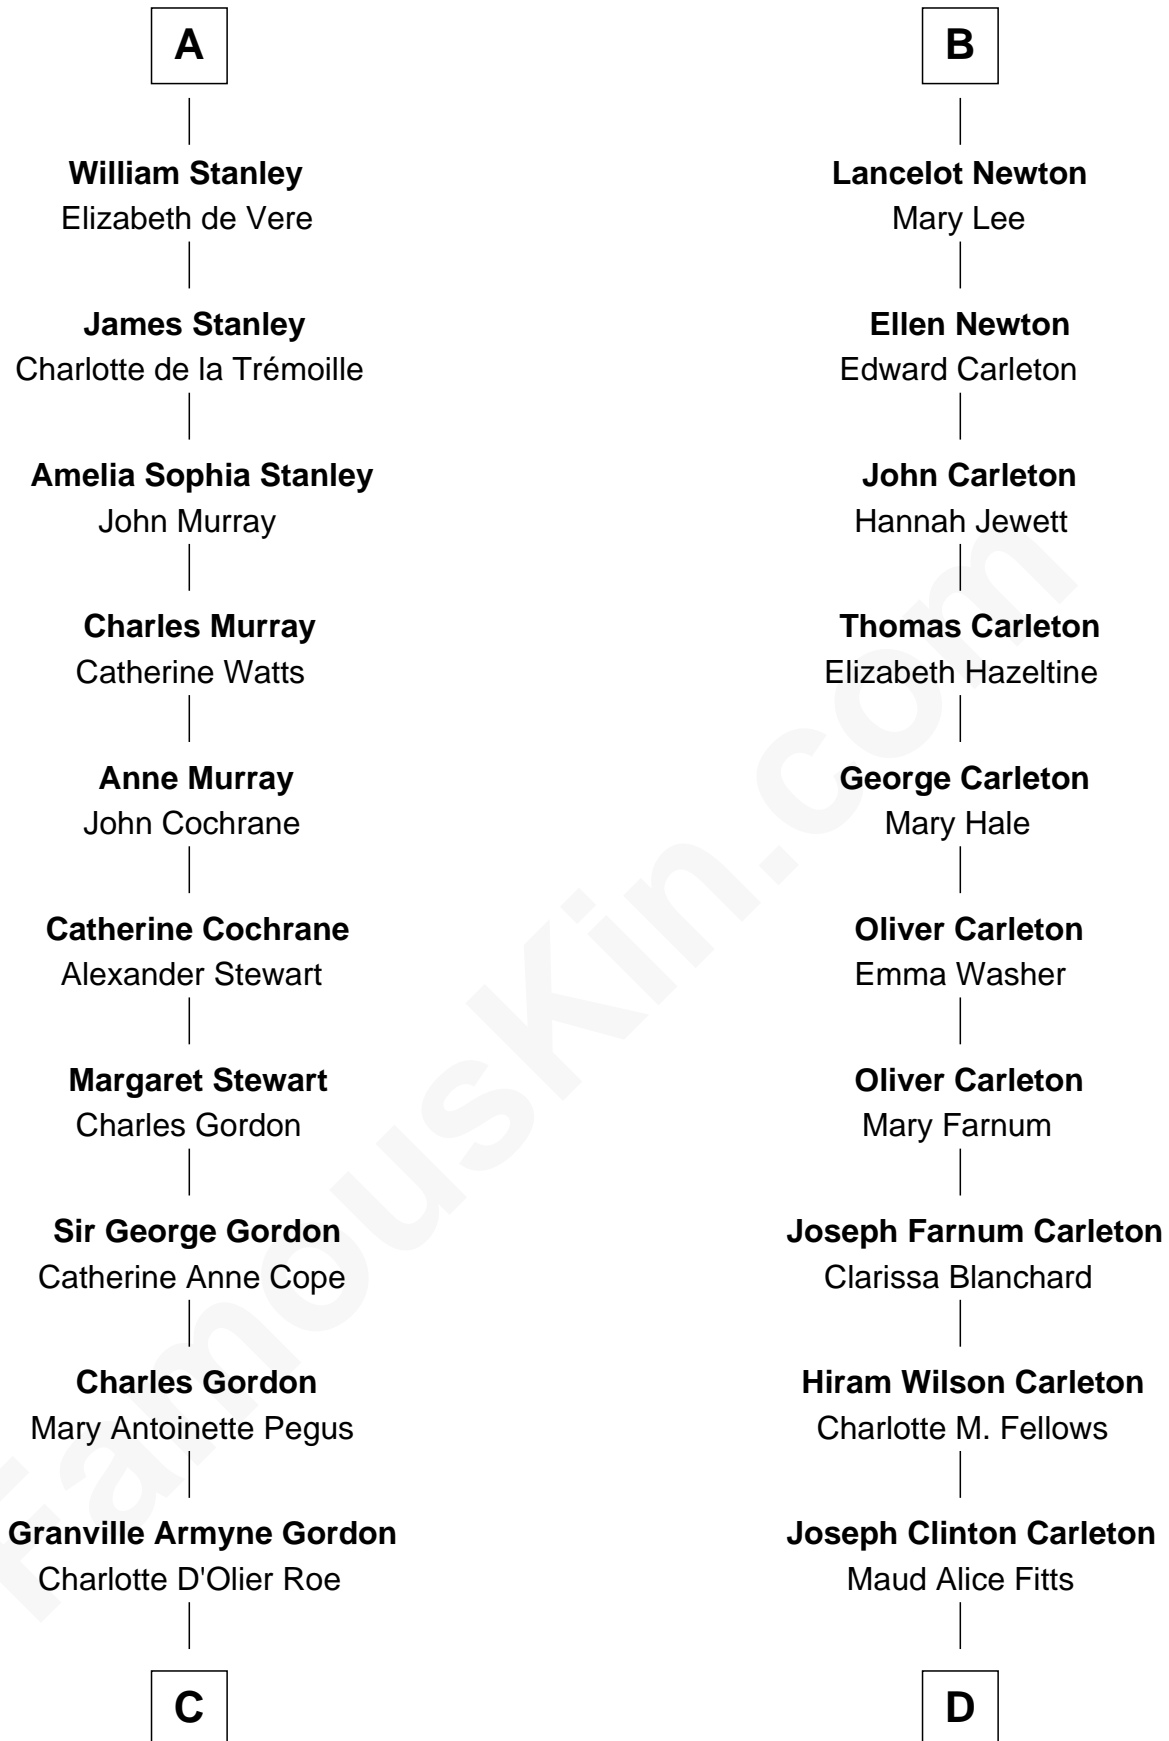 A
William Stanley
Elizabeth de Vere
James Stanley
Charlotte de la Trémoille
Amelia Sophia Stanley
John Murray
Charles Murray
Catherine Watts
Anne Murray
John Cochrane
Catherine Cochrane
Alexander Stewart
Margaret Stewart
Charles Gordon
Sir George Gordon
Catherine Anne Cope
Charles Gordon
Mary Antoinette Pegus
Granville Armyne Gordon
Charlotte D'Olier Roe
C
B
Lancelot Newton
Mary Lee
Ellen Newton
Edward Carleton
John Carleton
Hannah Jewett
Thomas Carleton
Elizabeth Hazeltine
George Carleton
Mary Hale
Oliver Carleton
Emma Washer
Oliver Carleton
Mary Farnum
Joseph Farnum Carleton
Clarissa Blanchard
Hiram Wilson Carleton
Charlotte M. Fellows
Joseph Clinton Carleton
Maud Alice Fitts
D
FamousKin.com